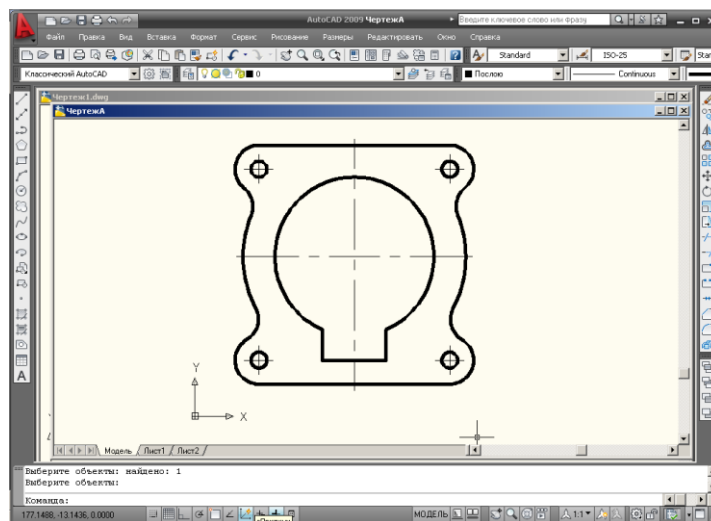 AutoCAD 2009 ЧертежА
Введите ключевое слово или фразу
Файл Правка Вид Вставка Формат Сервис Рисование Размеры Редактировать Окно Справка
Standard ISO-25 Star
Классический AutoCAD 0 Послою Continuous
Чертеж1.dwg
ЧертежА
Y
X
A
Модель Лист1 Лист2
Выберите объекты: найдено: 1
Выберите объекты:
Команда:
177.1488, -13.1436, 0.0000 МОДЕЛЬ 1:1